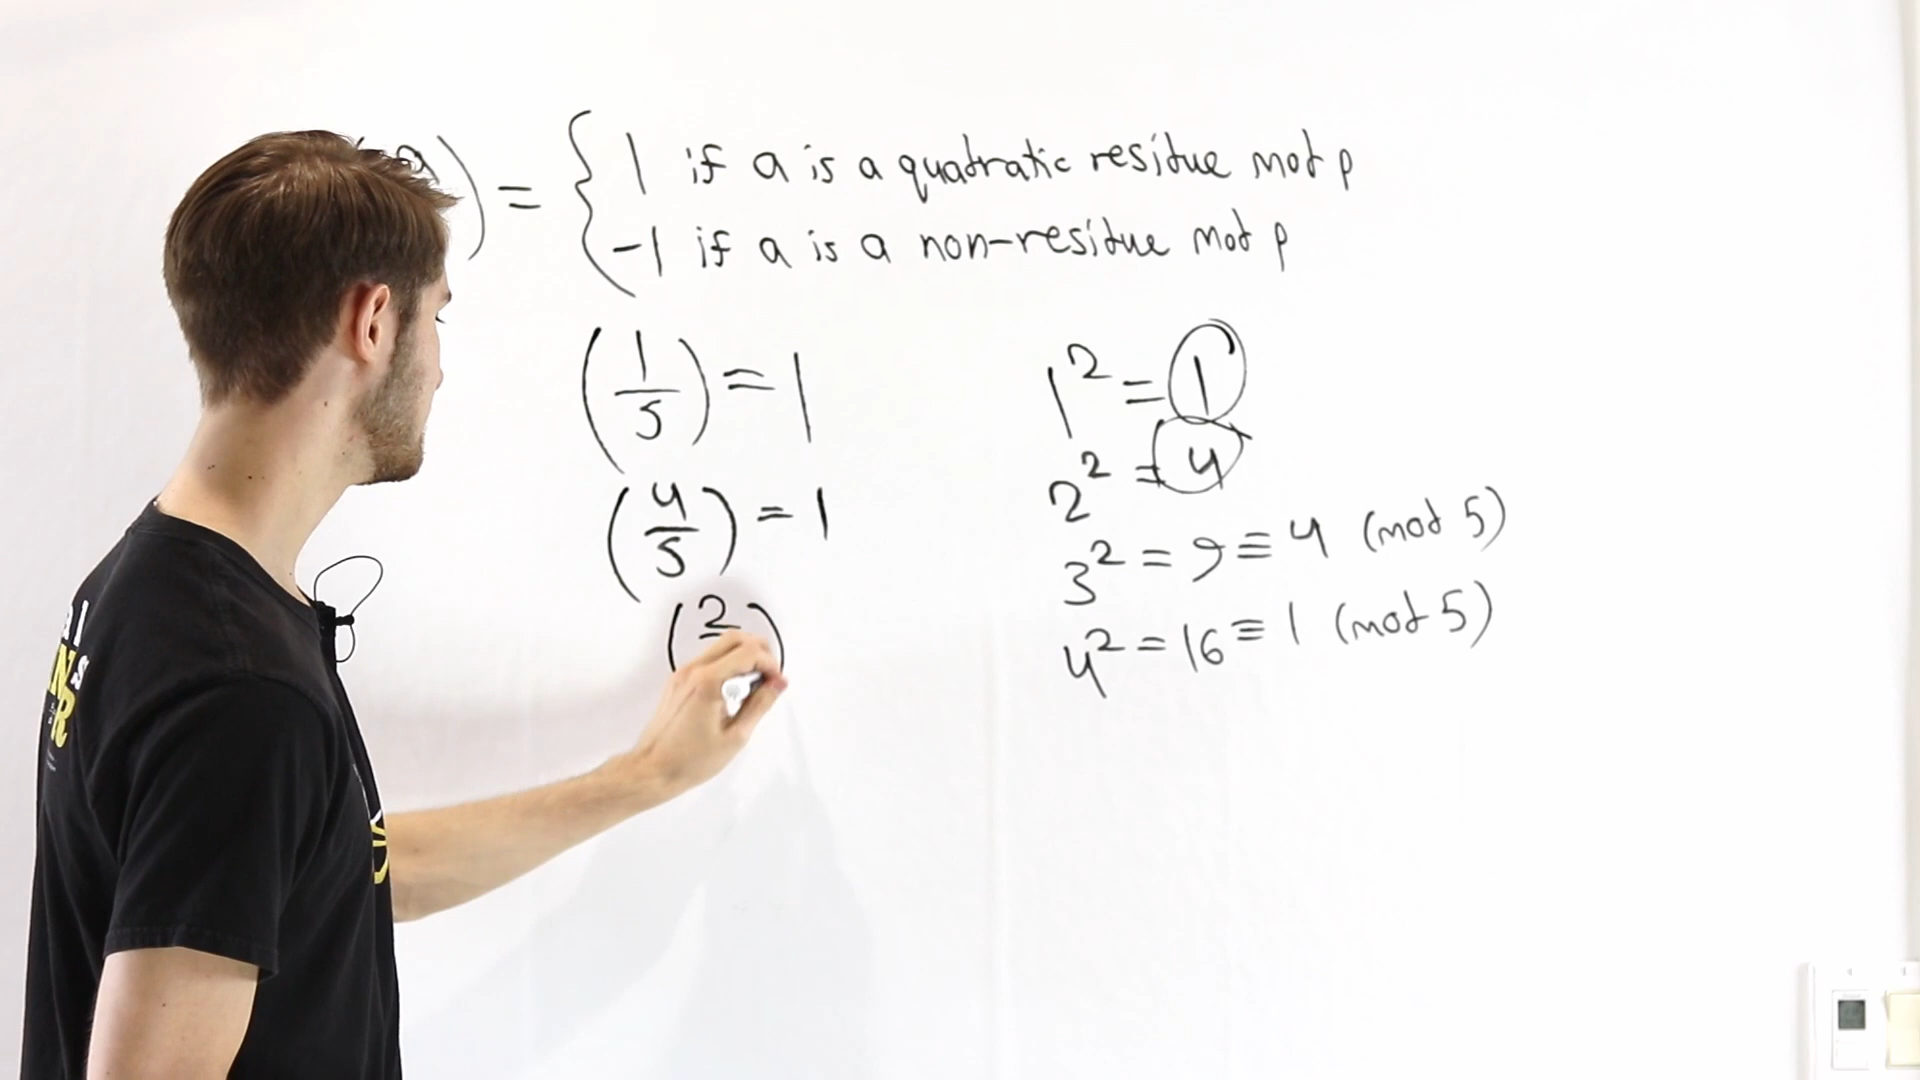 a) = { 1 if a is a quadratic residue mod p
-1 if a is a non-residue mod p
(1/5) = 1
(4/5) = 1
(2
1² = 1
2² = 4
3² = 9 ≡ 4 (mod 5)
4² = 16 ≡ 1 (mod 5)